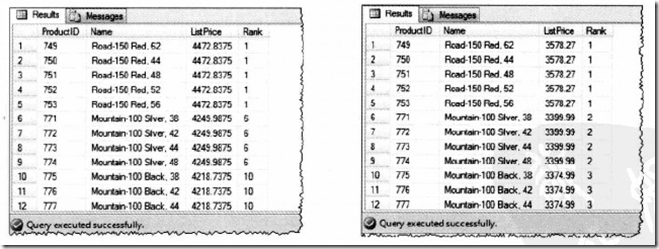 Results Messages
ProductID Name ListPrice Rank
1 749 Road-150 Red, 62 4472.8375 1
2 750 Road-150 Red, 44 4472.8375 1
3 751 Road-150 Red, 48 4472.8375 1
4 752 Road-150 Red, 52 4472.8375 1
5 753 Road-150 Red, 56 4472.8375 1
6 771 Mountain-100 Silver, 38 4249.9875 6
7 772 Mountain-100 Silver, 42 4249.9875 6
8 773 Mountain-100 Silver, 44 4249.9875 6
9 774 Mountain-100 Silver, 48 4249.9875 6
10 775 Mountain-100 Back, 38 4218.7375 10
11 776 Mountain-100 Back, 42 4218.7375 10
12 777 Mountain-100 Back, 44 4218.7375 10
Query executed successfully.
Results Messages
ProductID Name ListPrice Rank
1 749 Road-150 Red, 62 3578.27 1
2 750 Road-150 Red, 44 3578.27 1
3 751 Road-150 Red, 48 3578.27 1
4 752 Road-150 Red, 52 3578.27 1
5 753 Road-150 Red, 56 3578.27 1
6 771 Mountain-100 Silver, 38 3399.99 2
7 772 Mountain-100 Silver, 42 3399.99 2
8 773 Mountain-100 Silver, 44 3399.99 2
9 774 Mountain-100 Silver, 48 3399.99 2
10 775 Mountain-100 Back, 38 3374.99 3
11 776 Mountain-100 Back, 42 3374.99 3
12 777 Mountain-100 Back, 44 3374.99 3
Query executed successfully.